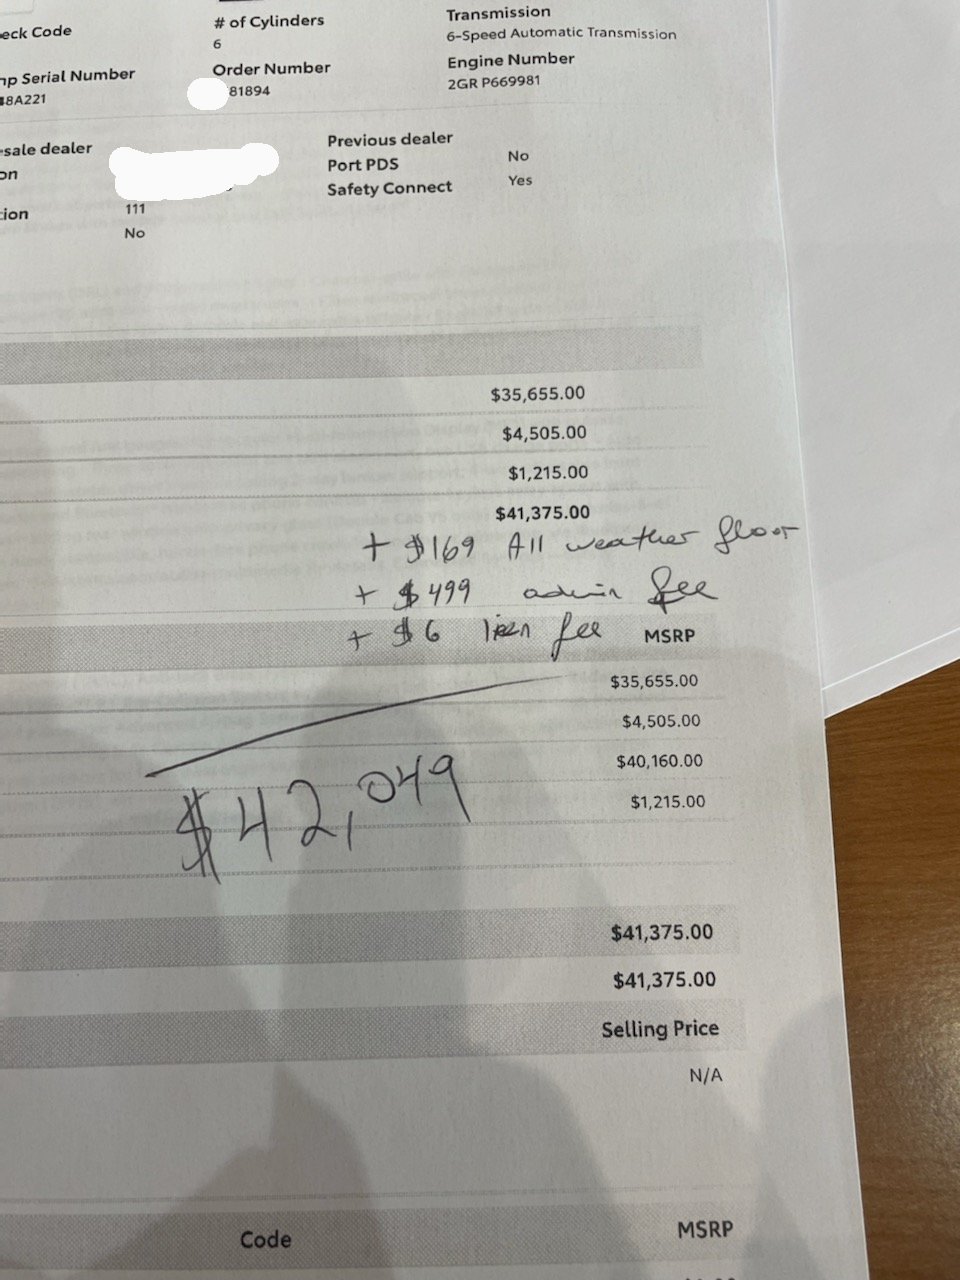 eck Code
# of Cylinders
Transmission
6
6-Speed Automatic Transmission
mp Serial Number
Order Number
Engine Number
8A221
81894
2GR P669981
sale dealer
Previous dealer
on
Port PDS
No
tion
111
Safety Connect
Yes
No
$35,655.00
$4,505.00
$1,215.00
$41,375.00
+ $169 All weather floor
+ $499 admin fee
+ $6 lien fee
MSRP
$35,655.00
$4,505.00
$42,049
$40,160.00
$1,215.00
$41,375.00
$41,375.00
Selling Price
N/A
Code
MSRP